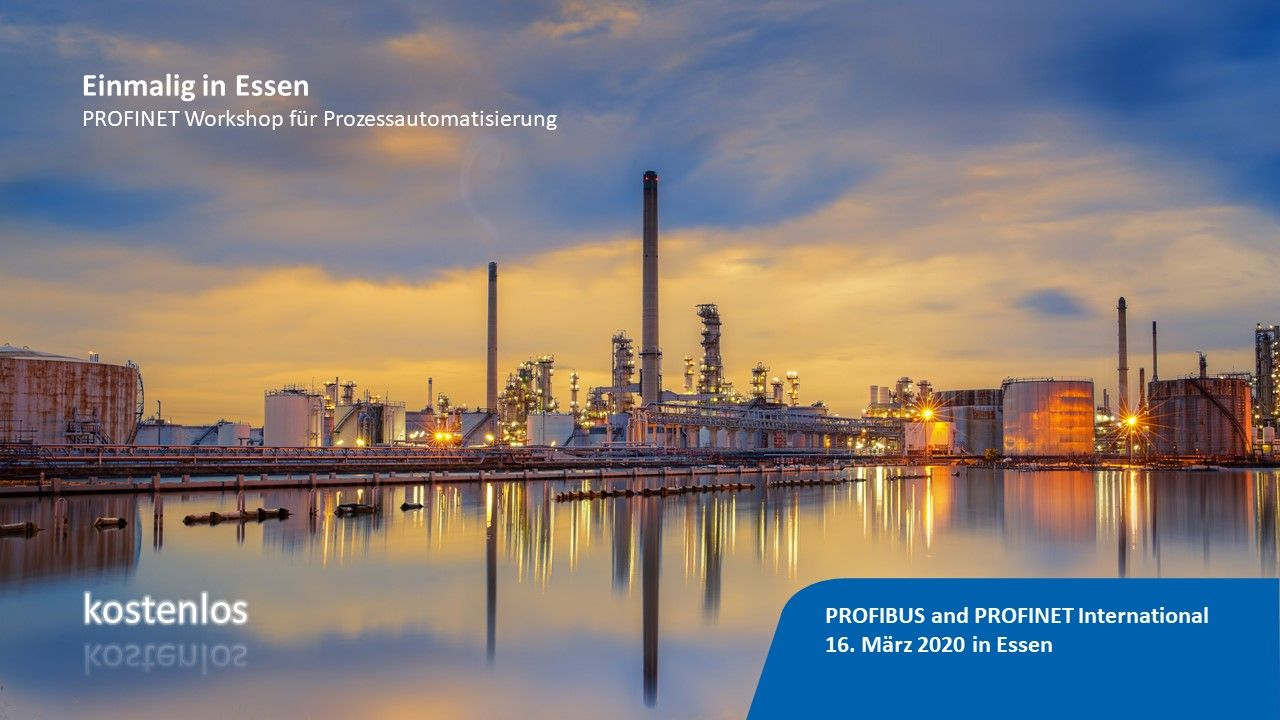 Einmalig in Essen
PROFINET Workshop für Prozessautomatisierung
kostenlos
PROFIBUS and PROFINET International
16. März 2020 in Essen